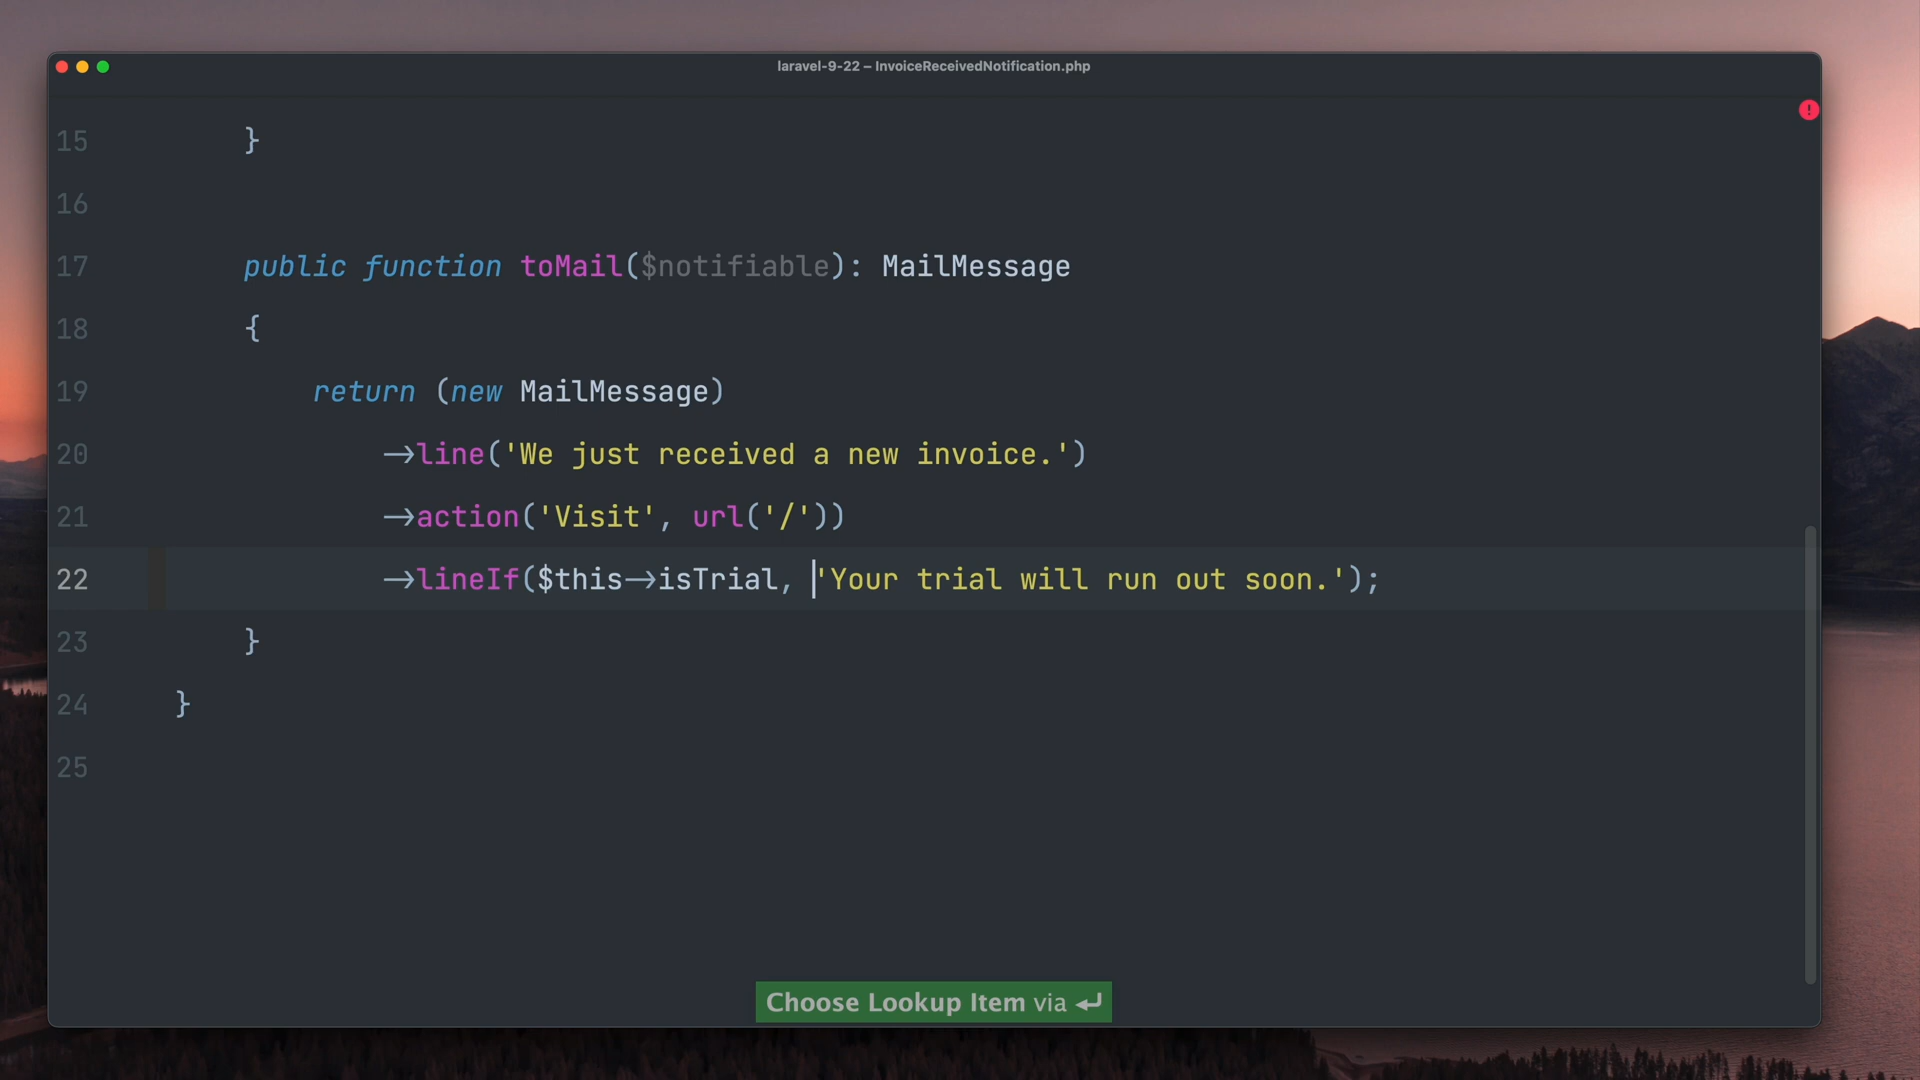 laravel-9-22 – InvoiceReceivedNotification.php
15 }
16
17 public function toMail($notifiable): MailMessage
18 {
19 return (new MailMessage)
20 ->line('We just received a new invoice.')
21 ->action('Visit', url('/'))
22 ->lineIf($this->isTrial, 'Your trial will run out soon.');
23 }
24 }
25
Choose Lookup Item via ↵